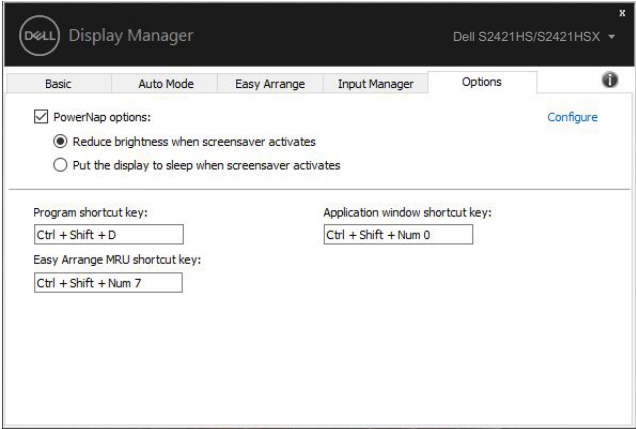 DELL Display Manager
x
Dell S2421HS/S2421HSX
Basic Auto Mode Easy Arrange Input Manager Options
PowerNap options: Configure
Reduce brightness when screensaver activates
Put the display to sleep when screensaver activates
Program shortcut key: Application window shortcut key:
Ctrl + Shift + D Ctrl + Shift + Num 0
Easy Arrange MRU shortcut key:
Ctrl + Shift + Num 7